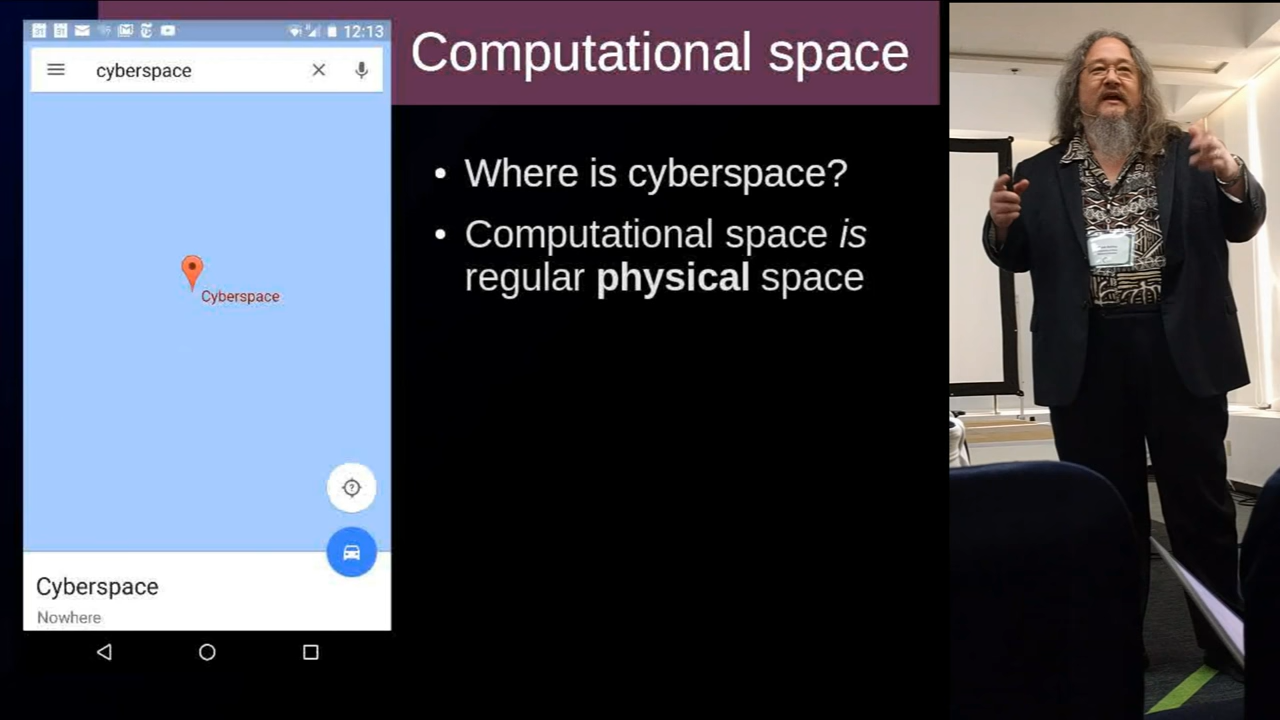 12:13
cyberspace
Cyberspace
Cyberspace
Nowhere
Computational space
• Where is cyberspace?
• Computational space is
regular physical space